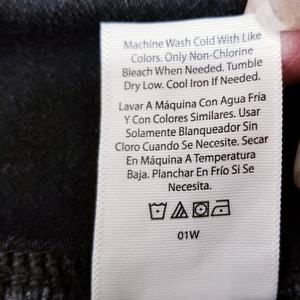 Machine Wash Cold With Like
Colors. Only Non-Chlorine
Bleach When Needed. Tumble
Dry Low. Cool Iron If Needed.
Lavar A Máquina Con Agua Fría
Y Con Colores Similares. Usar
Solamente Blanqueador Sin
Cloro Cuando Se Necesite. Secar
En Máquina A Temperatura
Baja. Planchar En Frío Si Se
Necesita.
01W